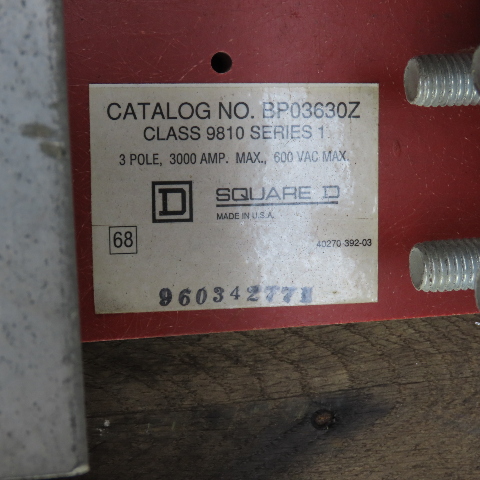 CATALOG NO. BP03630Z
CLASS 9810 SERIES 1
3 POLE, 3000 AMP. MAX., 600 VAC MAX.
D SQUARE D
MADE IN U.S.A.
68
40270-392-03